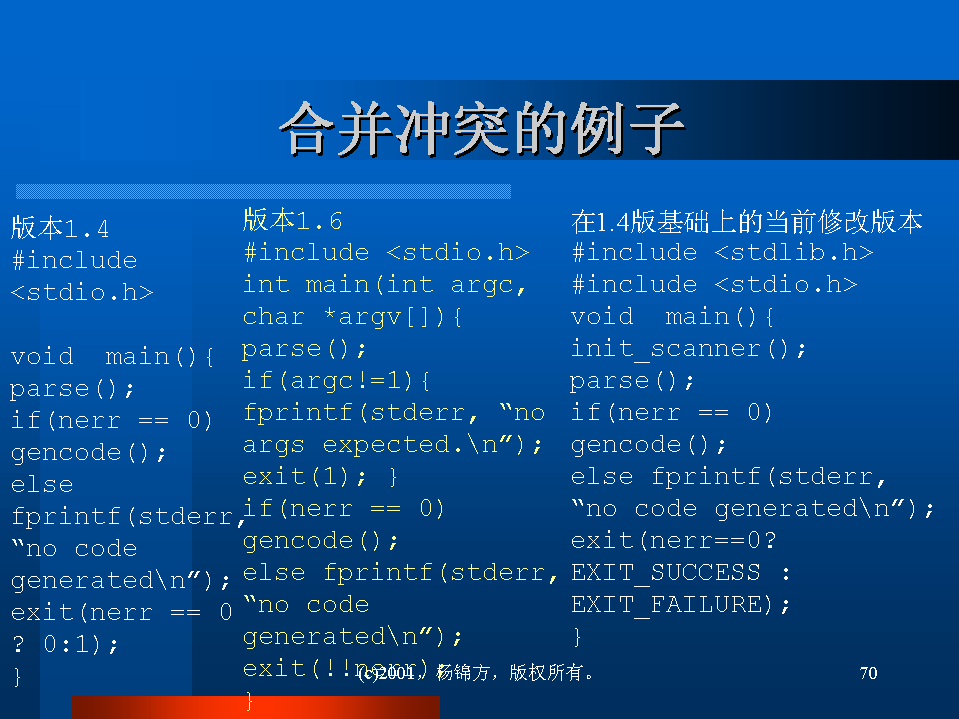 合并冲突的例子
版本1.4
#include
<stdio.h>
void  main(){
parse();
if(nerr == 0)
gencode();
else
fprintf(stderr,
“no code
generated\n”);
exit(nerr == 0
? 0:1);
}
版本1.6
#include <stdio.h>
int main(int argc,
char *argv[]){
parse();
if(argc!=1){
fprintf(stderr, “no
args expected.\n”);
exit(1); }
if(nerr == 0)
gencode();
else fprintf(stderr,
“no code
generated\n”);
exit(!!nerr);
}
在1.4版基础上的当前修改版本
#include <stdlib.h>
#include <stdio.h>
void  main(){
init_scanner();
parse();
if(nerr == 0)
gencode();
else fprintf(stderr,
“no code generated\n”);
exit(nerr==0?
EXIT_SUCCESS :
EXIT_FAILURE);
}
(c)2001，杨锦方，版权所有。
70